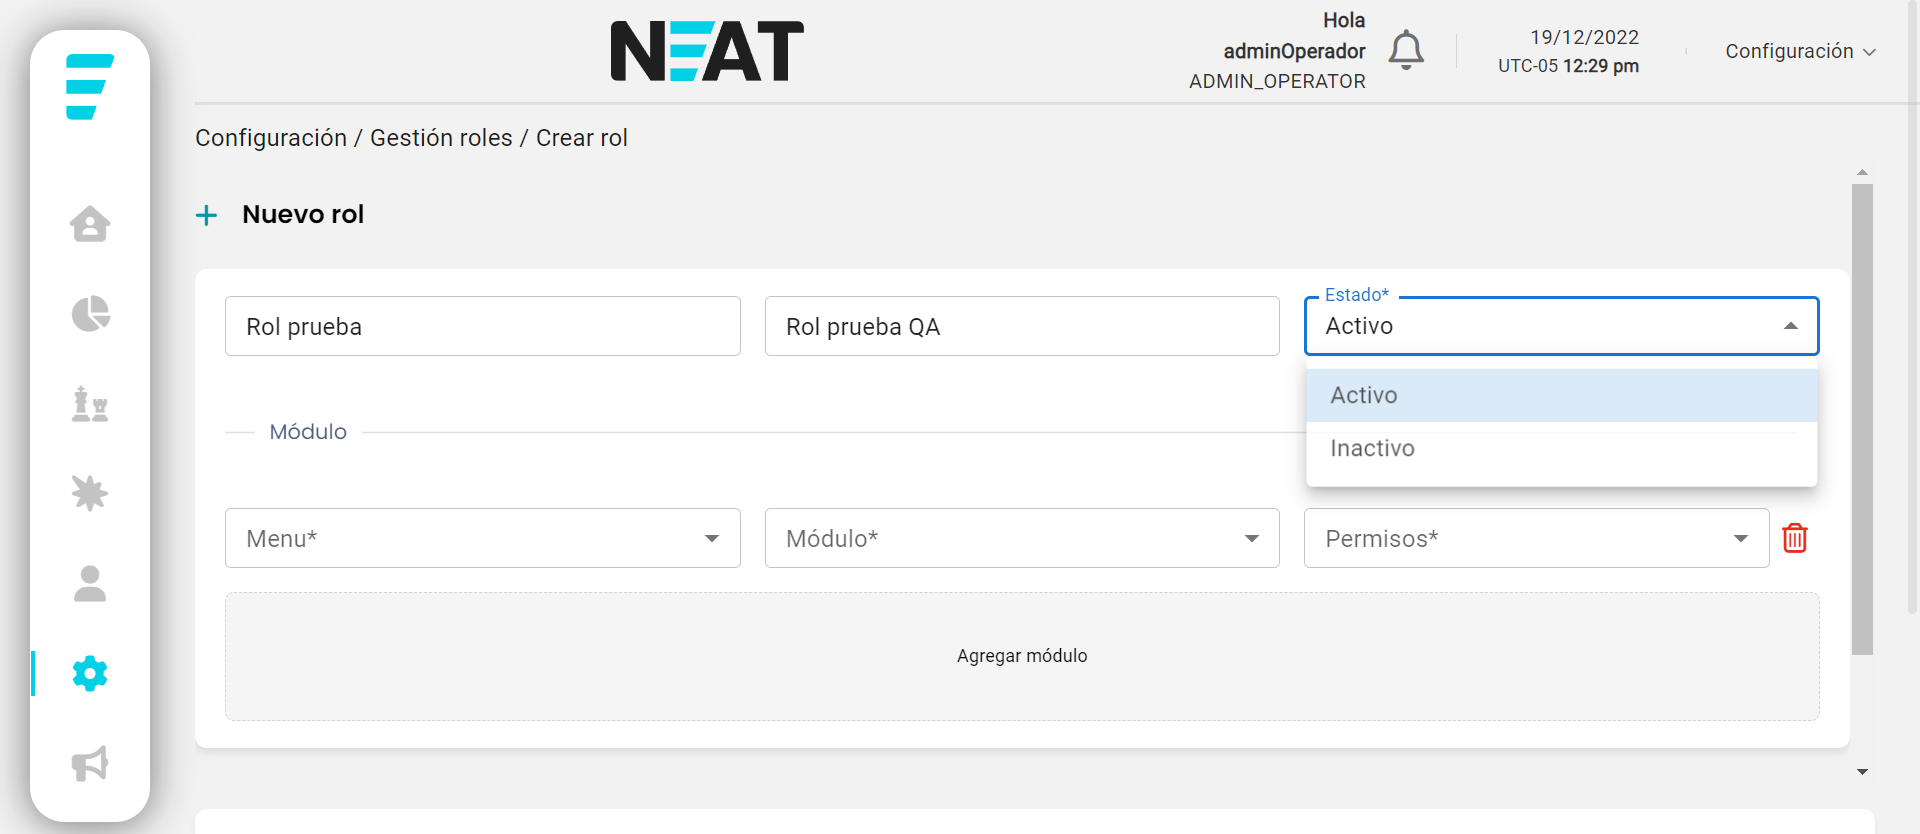 NEAT
Hola
adminOperador
ADMIN_OPERATOR
19/12/2022
UTC-05 12:29 pm
Configuración
Configuración / Gestión roles / Crear rol
Nuevo rol
Rol prueba
Rol prueba QA
Estado*
Activo
Activo
Inactivo
Módulo
Menu*
Módulo*
Permisos*
Agregar módulo